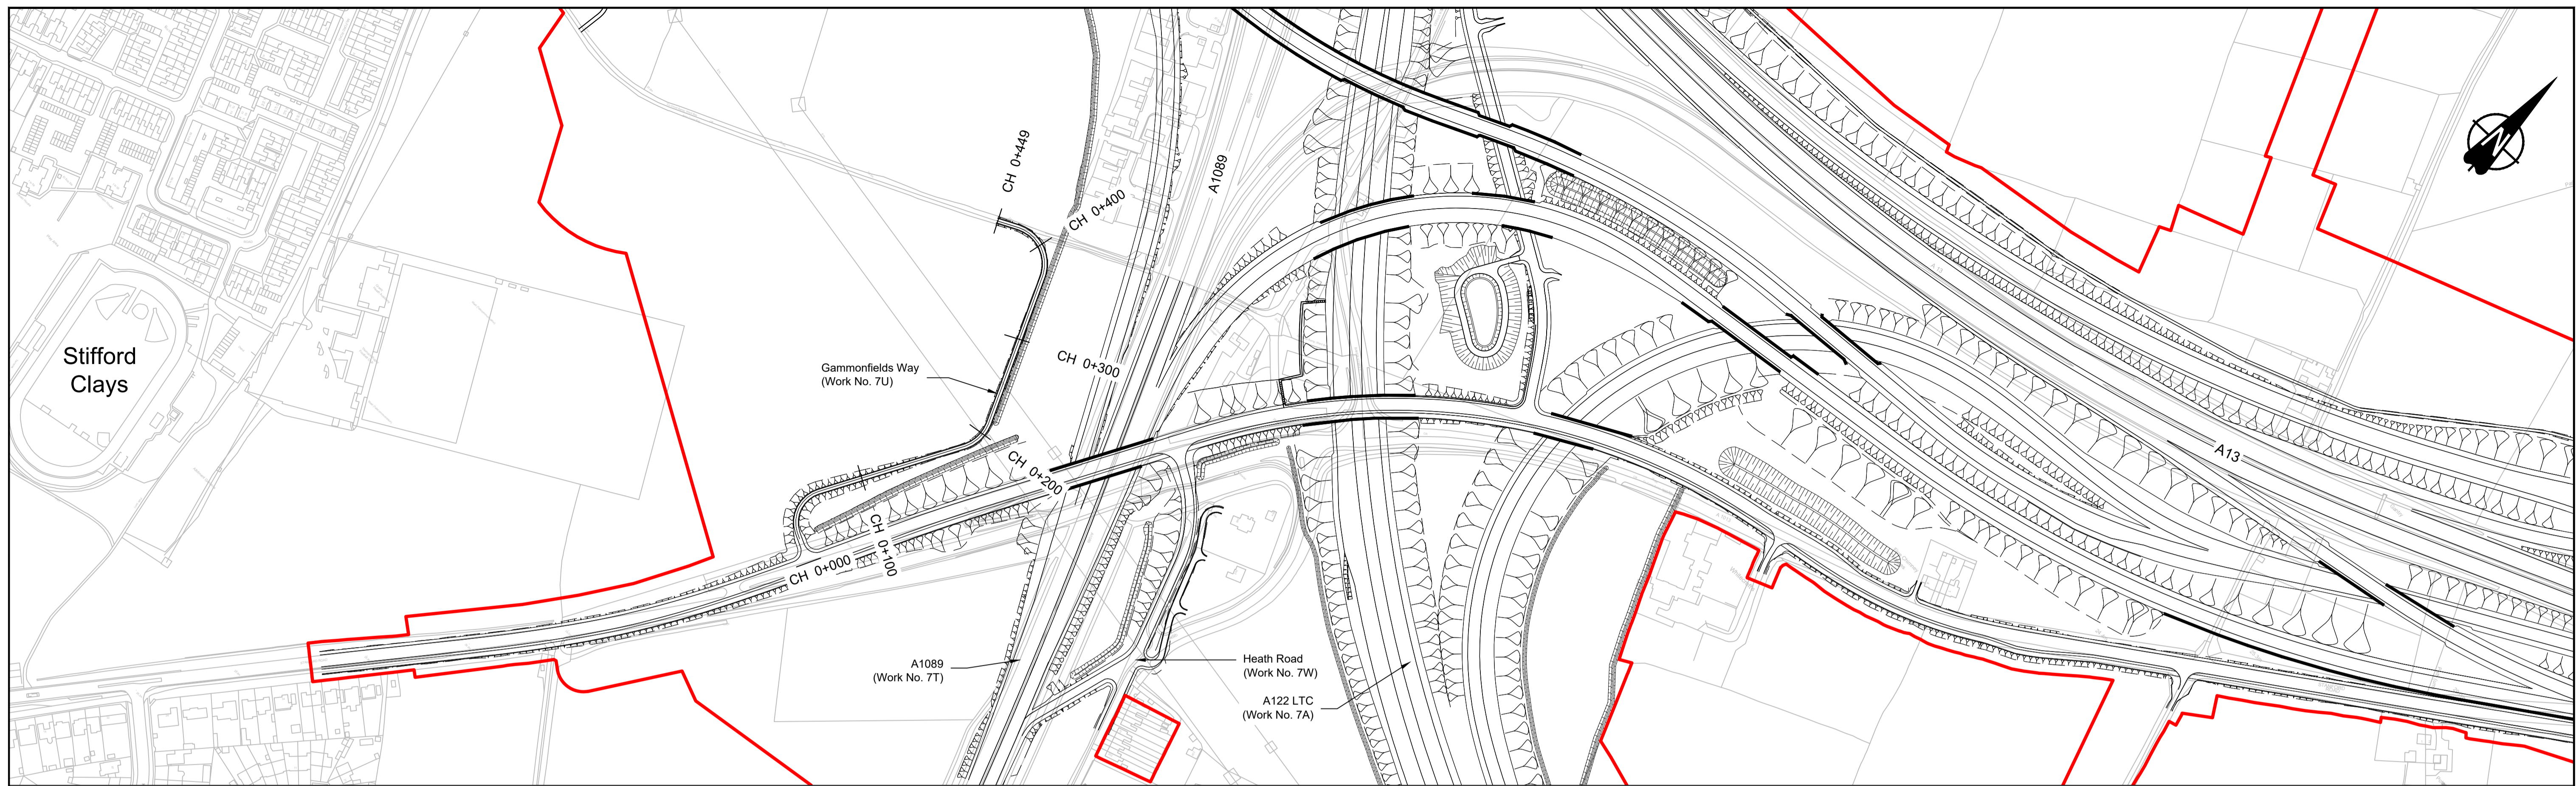 Stifford
Clays
CH 0+449
CH 0+400
A1089
Gammonfields Way
(Work No. 7U)
CH 0+300
CH 0+200
CH 0+100
CH 0+000
A1089
(Work No. 7T)
Heath Road
(Work No. 7W)
A122 LTC
(Work No. 7A)
A13
N